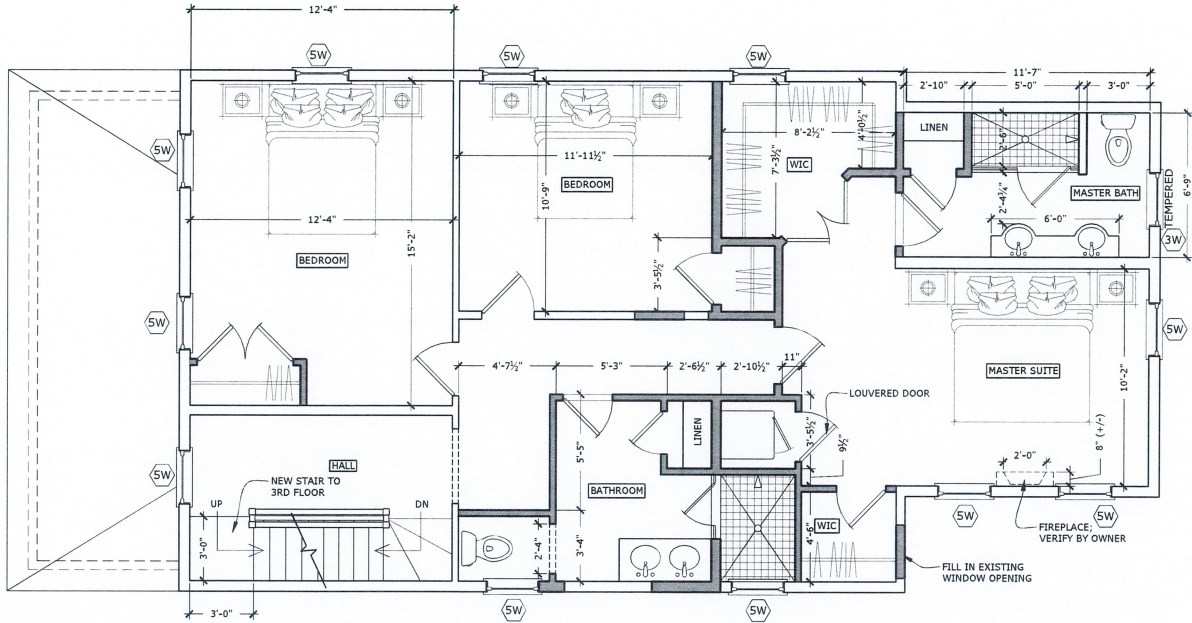 12'-4"
5W
5W
5W
11'-7"
2'-10"
5'-0"
3'-0"
LINEN
2'-6"
4'-0½"
8'-2½"
7'-3½"
WIC
5W
11'-11½"
BEDROOM
10'-9"
2'-4¾"
MASTER BATH
TEMPERED
6'-9"
12'-4"
6'-0"
3W
15'-2"
BEDROOM
3'-5½"
5W
5W
4'-7½"
5'-3"
2'-6½"
2'-10½"
11"
MASTER SUITE
10'-2"
LOUVERED DOOR
LINEN
3'-5½"
9½"
8" (+/-)
5'-5"
HALL
2'-0"
5W
NEW STAIR TO
3RD FLOOR
BATHROOM
UP
DN
WIC
5W
5W
4'-6"
3'-0"
2'-4"
3'-4"
FIREPLACE;
VERIFY BY OWNER
FILL IN EXISTING
WINDOW OPENING
3'-0"
5W
5W